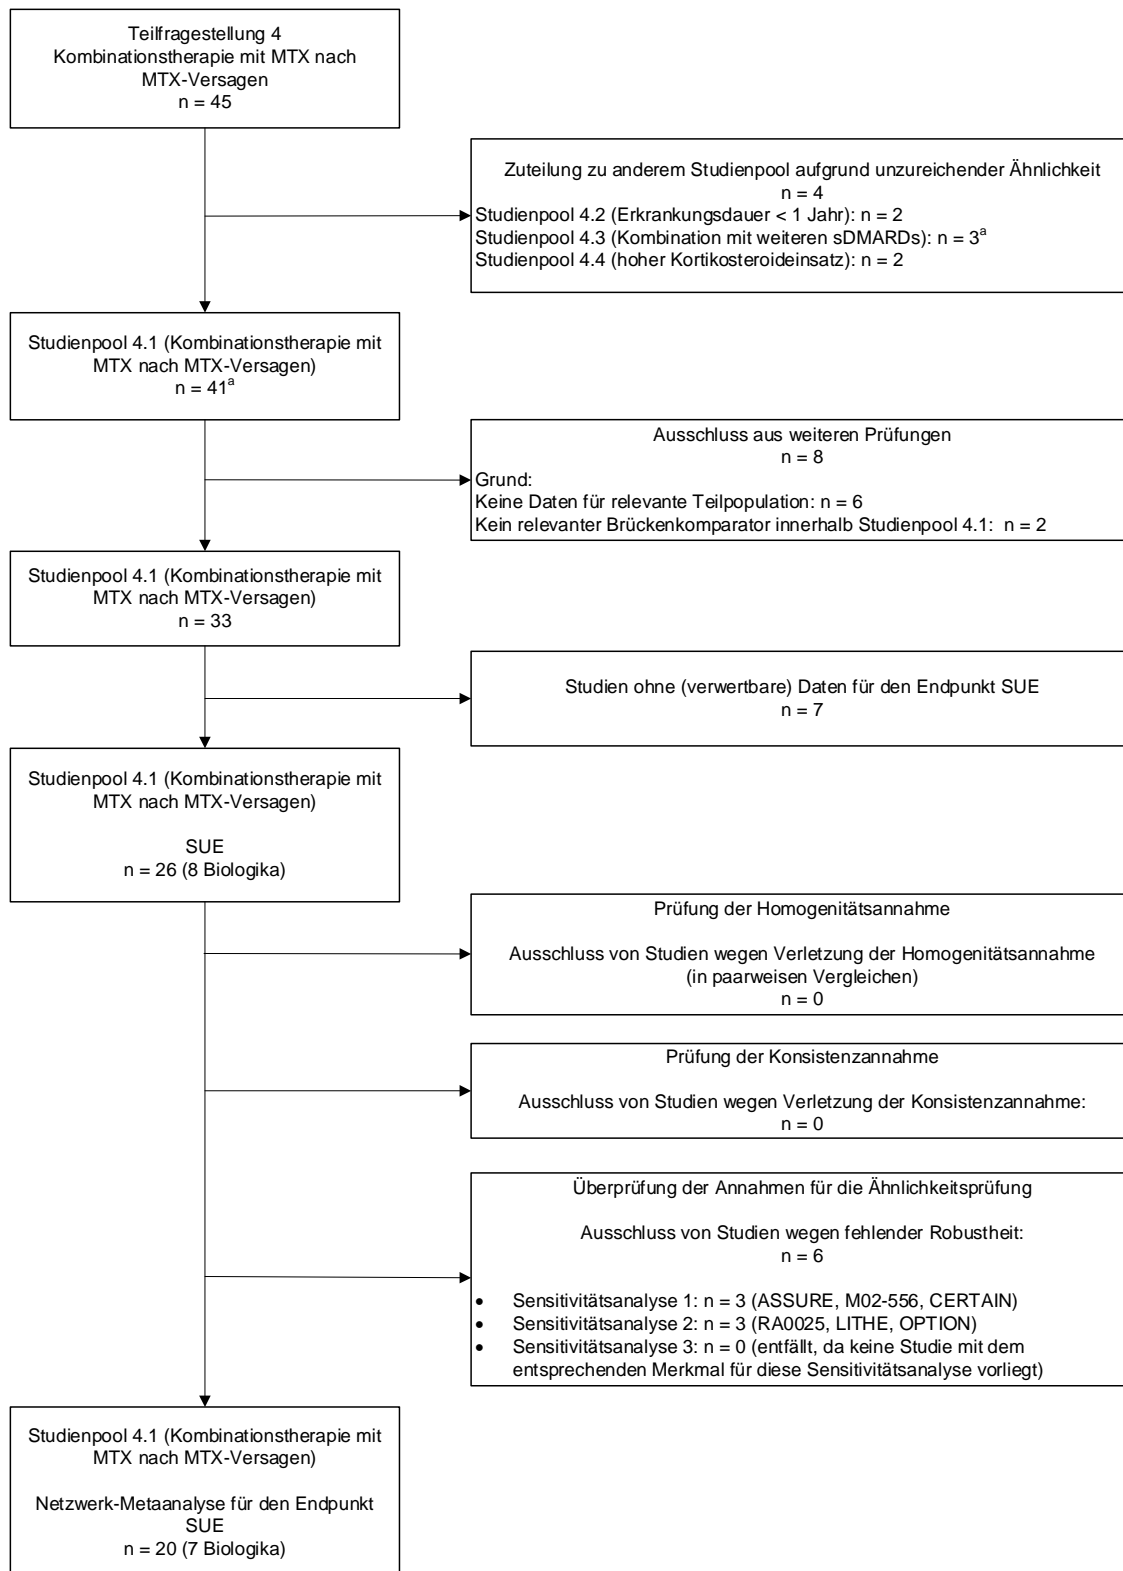 Teilfragestellung 4
Kombinationstherapie mit MTX nach
MTX-Versagen
n = 45
Zuteilung zu anderem Studienpool aufgrund unzureichender Ähnlichkeit
n = 4
Studienpool 4.2 (Erkrankungsdauer < 1 Jahr): n = 2
Studienpool 4.3 (Kombination mit weiteren sDMARDs): n = 3ᵃ
Studienpool 4.4 (hoher Kortikosteroideinsatz): n = 2
Studienpool 4.1 (Kombinationstherapie mit
MTX nach MTX-Versagen)
n = 41ᵃ
Ausschluss aus weiteren Prüfungen
n = 8
Grund:
Keine Daten für relevante Teilpopulation: n = 6
Kein relevanter Brückenkomparator innerhalb Studienpool 4.1: n = 2
Studienpool 4.1 (Kombinationstherapie mit
MTX nach MTX-Versagen)
n = 33
Studien ohne (verwertbare) Daten für den Endpunkt SUE
n = 7
Studienpool 4.1 (Kombinationstherapie mit
MTX nach MTX-Versagen)
SUE
n = 26 (8 Biologika)
Prüfung der Homogenitätsannahme
Ausschluss von Studien wegen Verletzung der Homogenitätsannahme
(in paarweisen Vergleichen)
n = 0
Prüfung der Konsistenzannahme
Ausschluss von Studien wegen Verletzung der Konsistenzannahme:
n = 0
Überprüfung der Annahmen für die Ähnlichkeitsprüfung
Ausschluss von Studien wegen fehlender Robustheit:
n = 6
• Sensitivitätsanalyse 1: n = 3 (ASSURE, M02-556, CERTAIN)
• Sensitivitätsanalyse 2: n = 3 (RA0025, LITHE, OPTION)
• Sensitivitätsanalyse 3: n = 0 (entfällt, da keine Studie mit dem
entsprechenden Merkmal für diese Sensitivitätsanalyse vorliegt)
Studienpool 4.1 (Kombinationstherapie mit
MTX nach MTX-Versagen)
Netzwerk-Metaanalyse für den Endpunkt
SUE
n = 20 (7 Biologika)